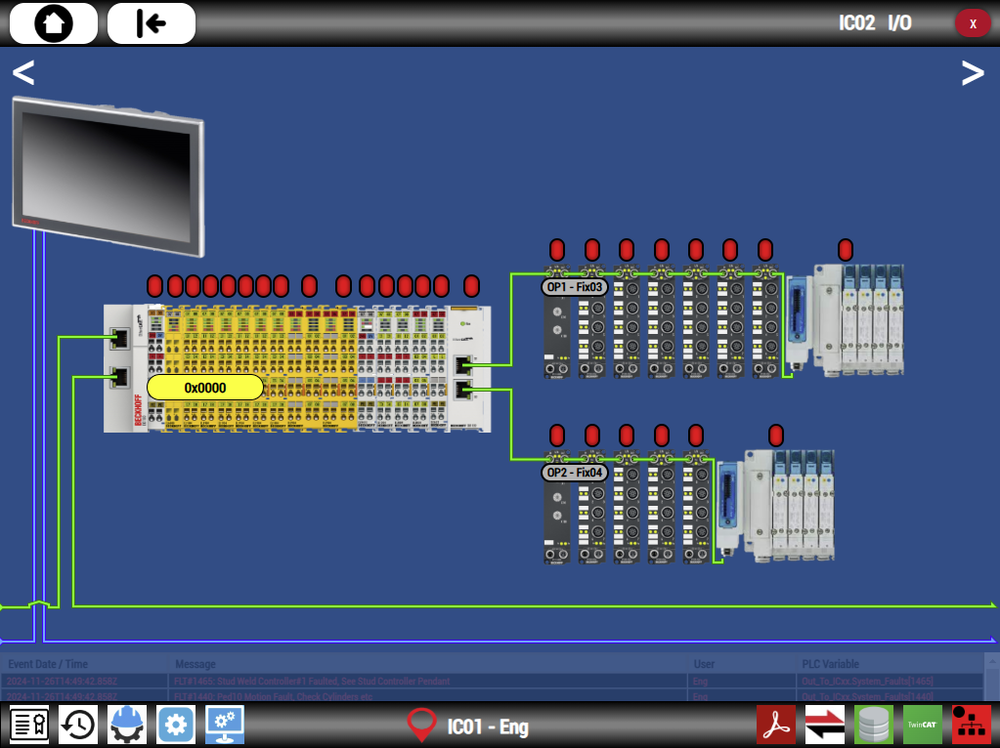 IC02 I/O
X
<
>
OP1 - Fix03
BECKHOFF
0x0000
OP2 - Fix04
Event Date / Time Message User PLC Variable
2024-11-26T14:49:42.858Z FLT#1465: Stud Weld Controller#1 Faulted, See Stud Controller Pendant Eng Out_To_ICxx.System_Faults[1465]
2024-11-26T14:49:42.858Z FLT#1440: Ped10 Motion Fault, Check Cylinders etc Eng Out_To_ICxx.System_Faults[1440]
IC01 - Eng
TwinCAT